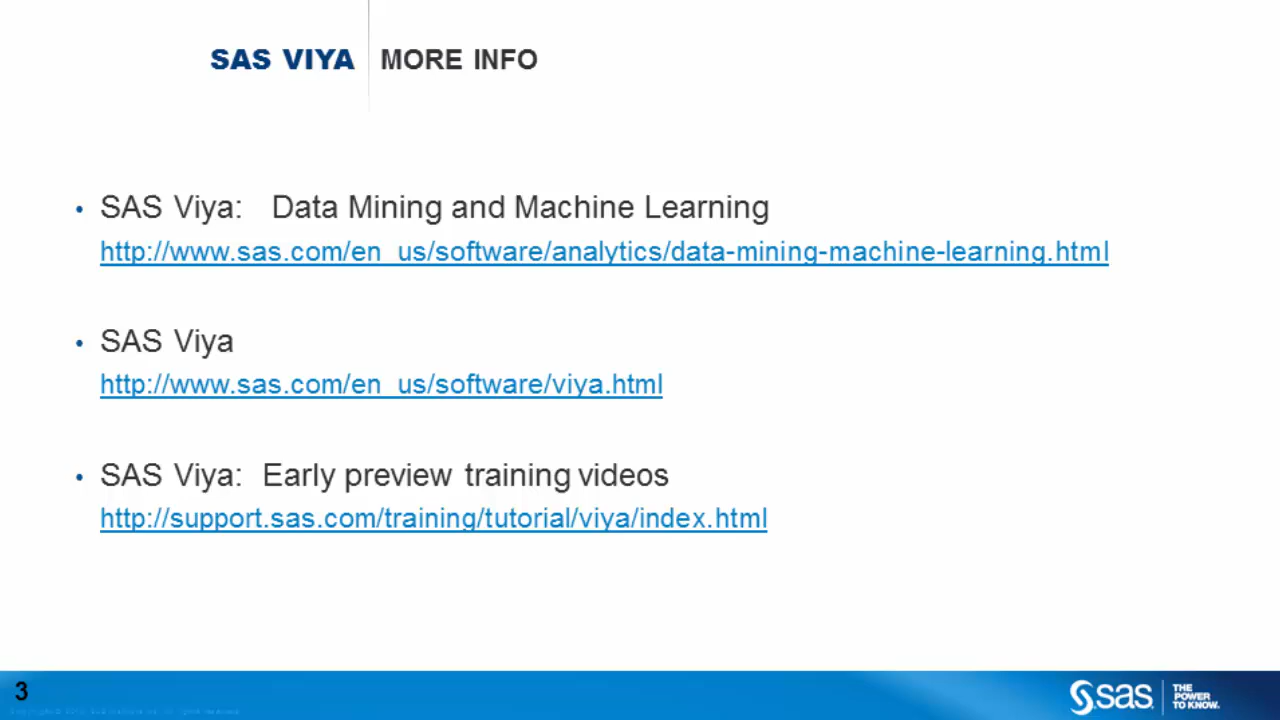 SAS VIYA MORE INFO
• SAS Viya: Data Mining and Machine Learning
http://www.sas.com/en_us/software/analytics/data-mining-machine-learning.html
• SAS Viya
http://www.sas.com/en_us/software/viya.html
• SAS Viya: Early preview training videos
http://support.sas.com/training/tutorial/viya/index.html
3
sas
THE
POWER
TO KNOW.